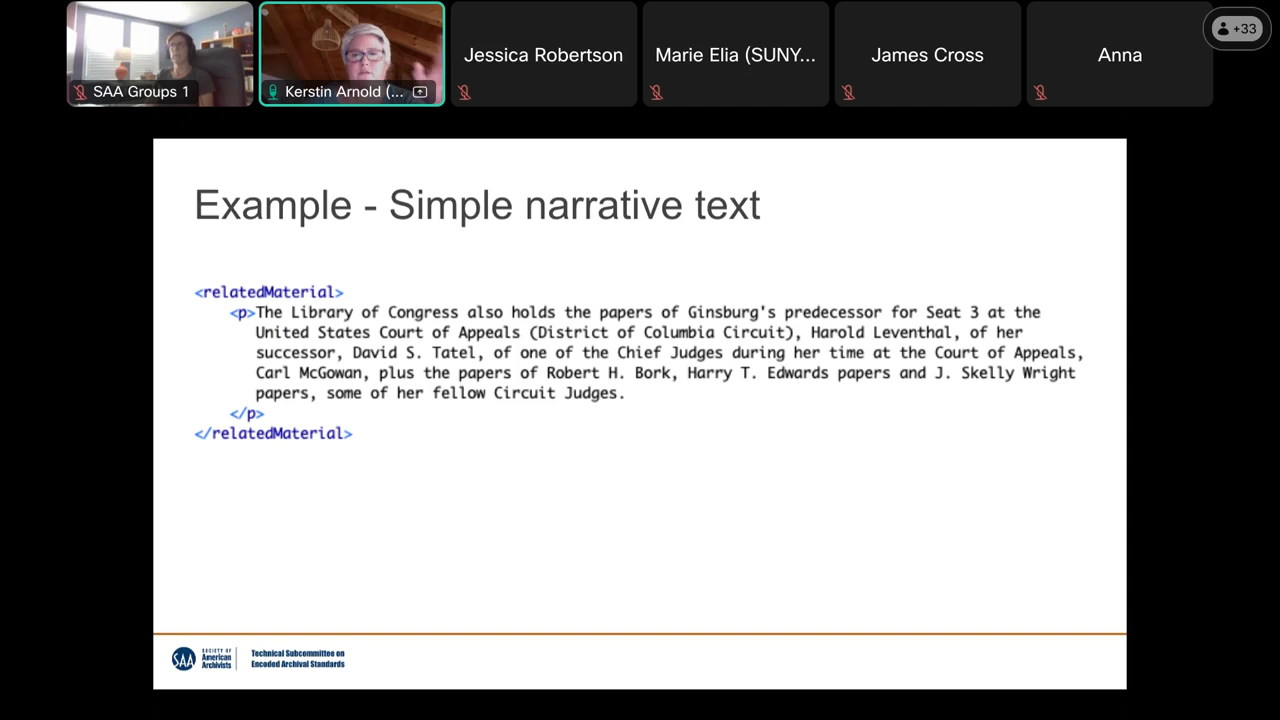 SAA Groups 1
Kerstin Arnold (...
Jessica Robertson
Marie Elia (SUNY...
James Cross
Anna
+33
Example - Simple narrative text
<relatedMaterial>
<p>The Library of Congress also holds the papers of Ginsburg's predecessor for Seat 3 at the
United States Court of Appeals (District of Columbia Circuit), Harold Leventhal, of her
successor, David S. Tatel, of one of the Chief Judges during her time at the Court of Appeals,
Carl McGowan, plus the papers of Robert H. Bork, Harry T. Edwards papers and J. Skelly Wright
papers, some of her fellow Circuit Judges.
</p>
</relatedMaterial>
SAA
SOCIETY OF
American
Archivists
Technical Subcommittee on
Encoded Archival Standards